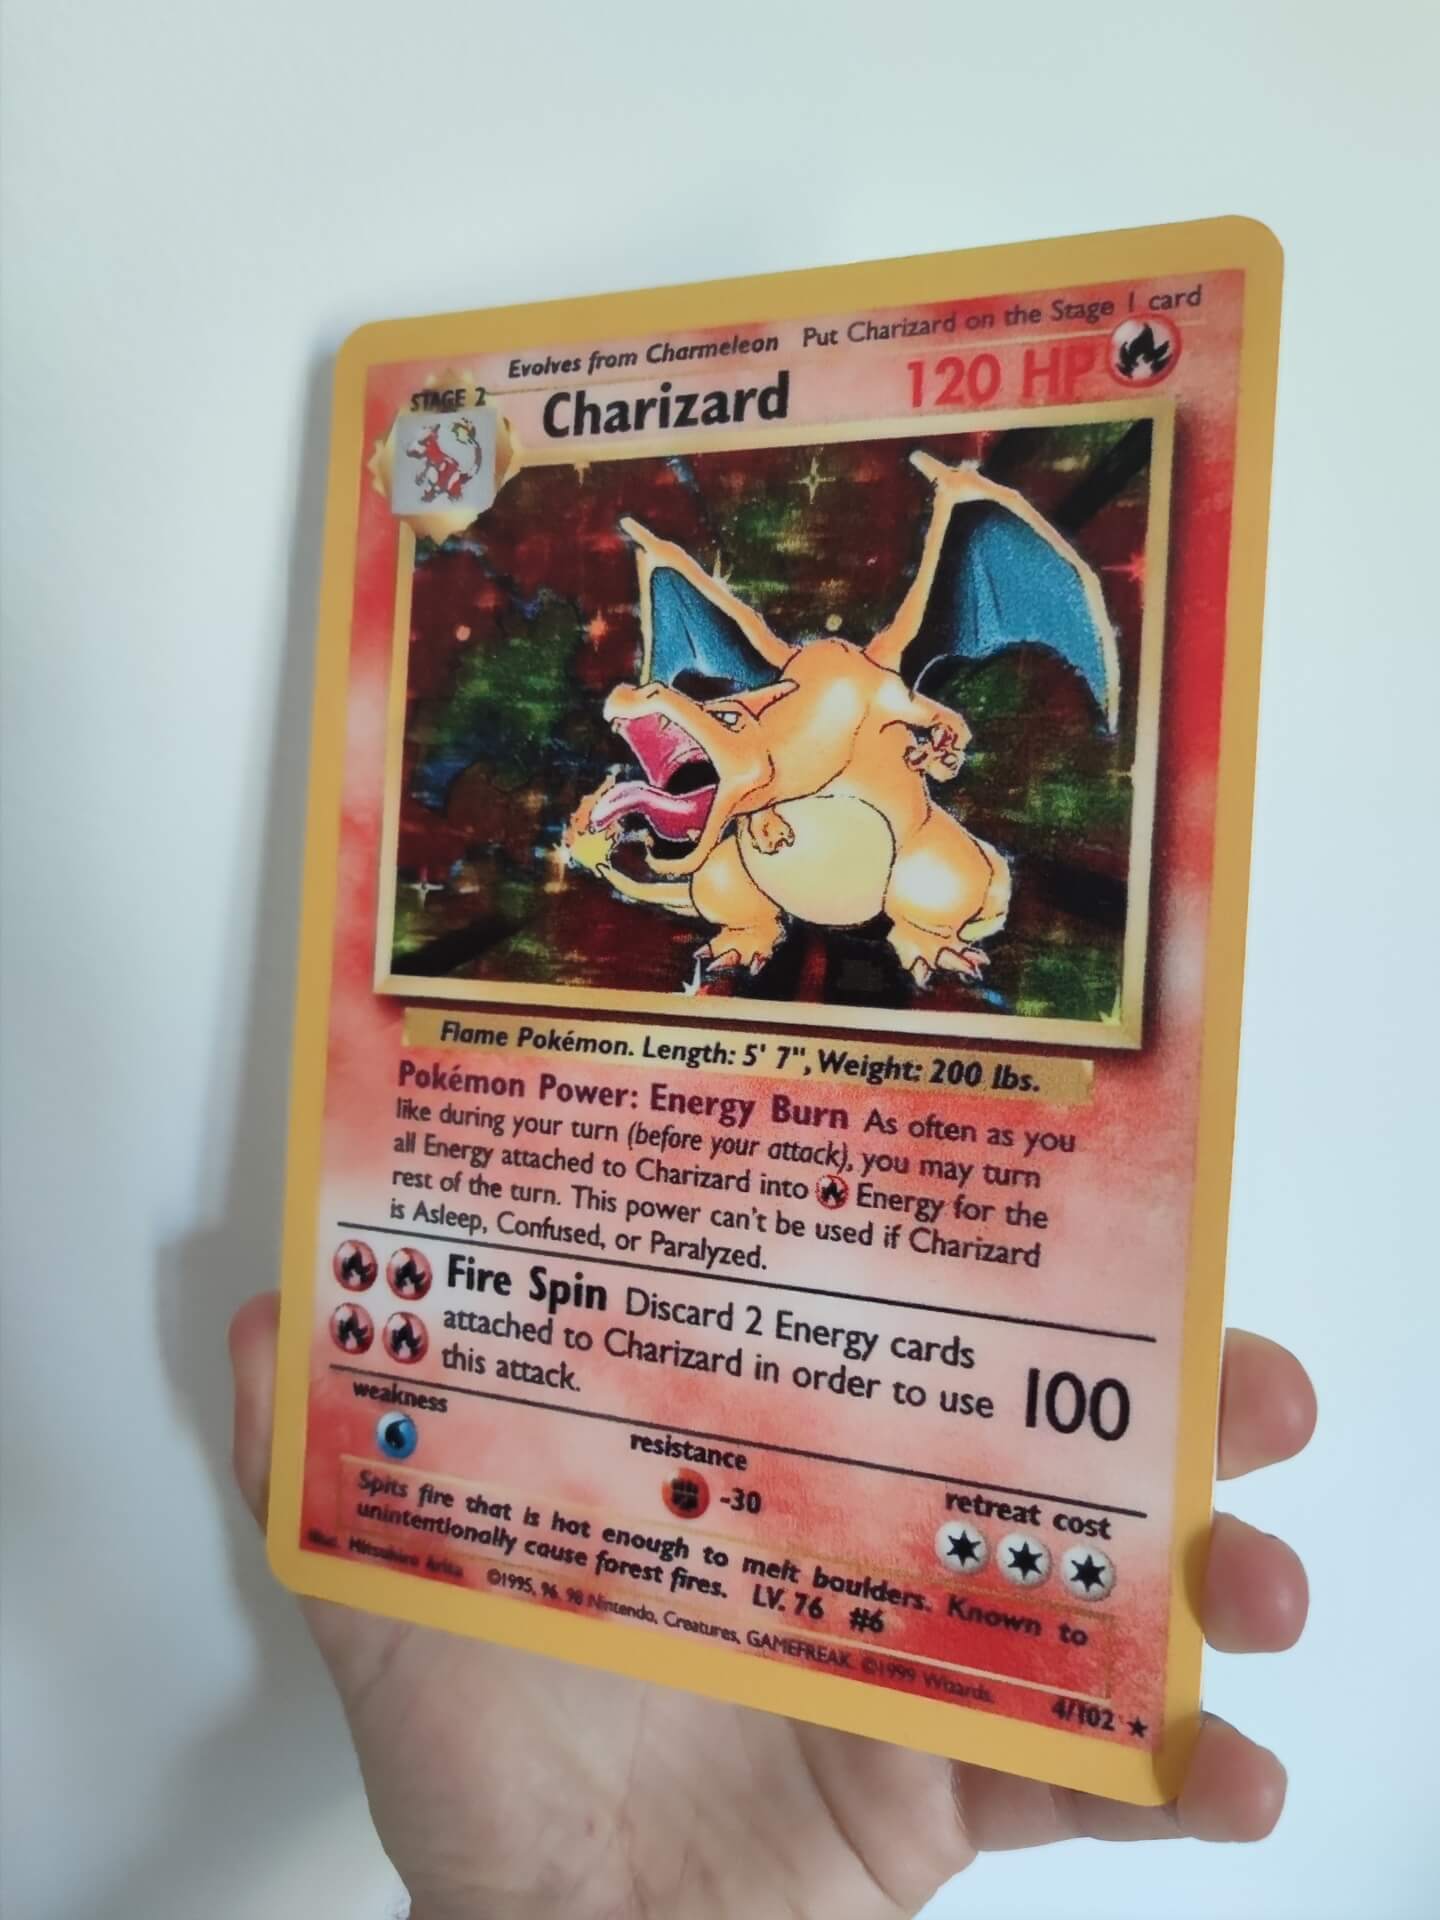 Evolves from Charmeleon Put Charizard on the Stage 1 card
STAGE 2
Charizard 120 HP
Flame Pokémon. Length: 5' 7", Weight: 200 lbs.
Pokémon Power: Energy Burn As often as you
like during your turn (before your attack), you may turn
all Energy attached to Charizard into Energy for the
rest of the turn. This power can't be used if Charizard
is Asleep, Confused, or Paralyzed.
Fire Spin Discard 2 Energy cards
attached to Charizard in order to use
this attack.
100
weakness
resistance
-30
retreat cost
Spits fire that is hot enough to melt boulders. Known to
unintentionally cause forest fires. LV. 76 #6
Illus. Mitsuhiro Arita ©1995, 96, 98 Nintendo, Creatures, GAMEFREAK. ©1999 Wizards.
4/102 ★